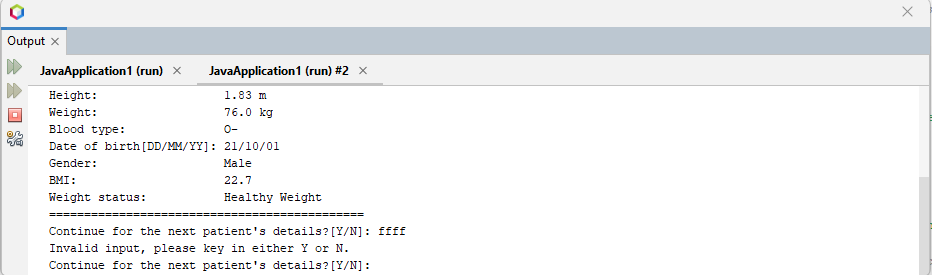 Output
JavaApplication1 (run) JavaApplication1 (run) #2
Height: 1.83 m
Weight: 76.0 kg
Blood type: O-
Date of birth[DD/MM/YY]: 21/10/01
Gender: Male
BMI: 22.7
Weight status: Healthy Weight
=============================================
Continue for the next patient's details?[Y/N]: ffff
Invalid input, please key in either Y or N.
Continue for the next patient's details?[Y/N]: